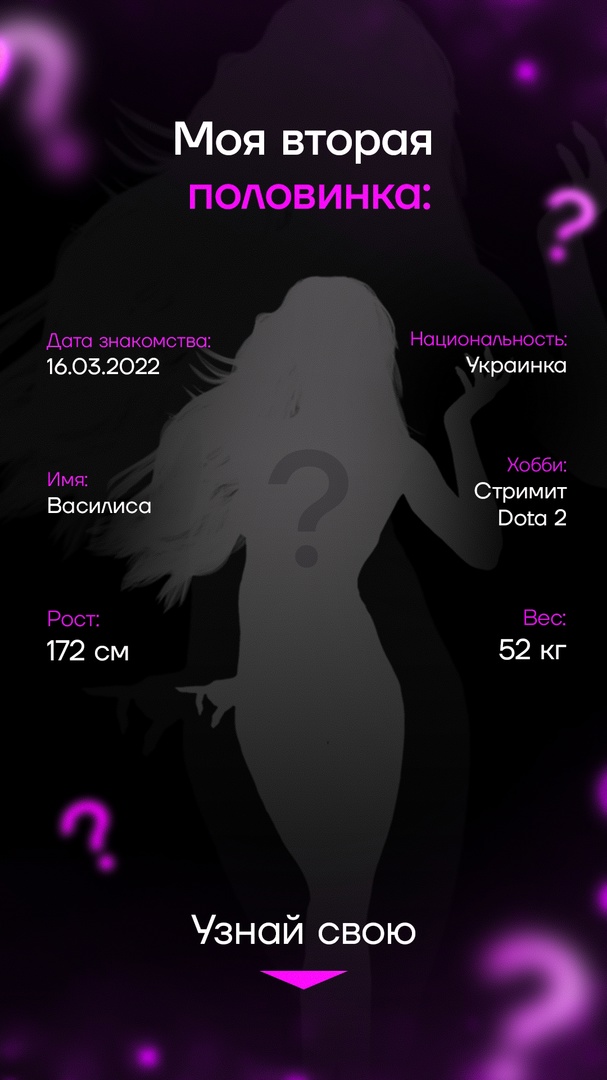 Моя вторая
половинка:
Дата знакомства:
16.03.2022
Национальность:
Украинка
Имя:
Василиса
Хобби:
Стримит
Dota 2
Рост:
172 см
Вес:
52 кг
?
?
?
?
?
Узнай свою